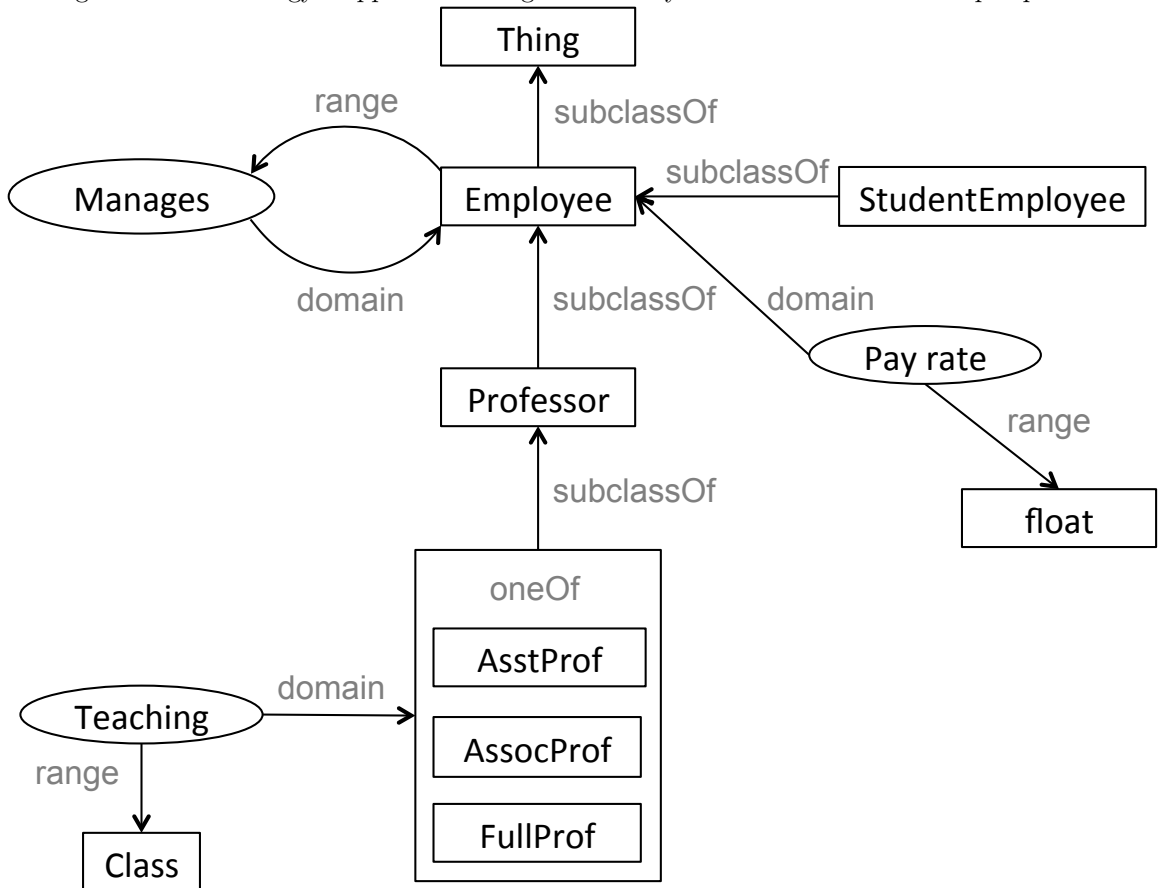 Thing
range
subclassOf
subclassOf
Manages
Employee
StudentEmployee
domain
subclassOf
domain
Pay rate
Professor
range
subclassOf
float
oneOf
AsstProf
domain
Teaching
AssocProf
range
FullProf
Class